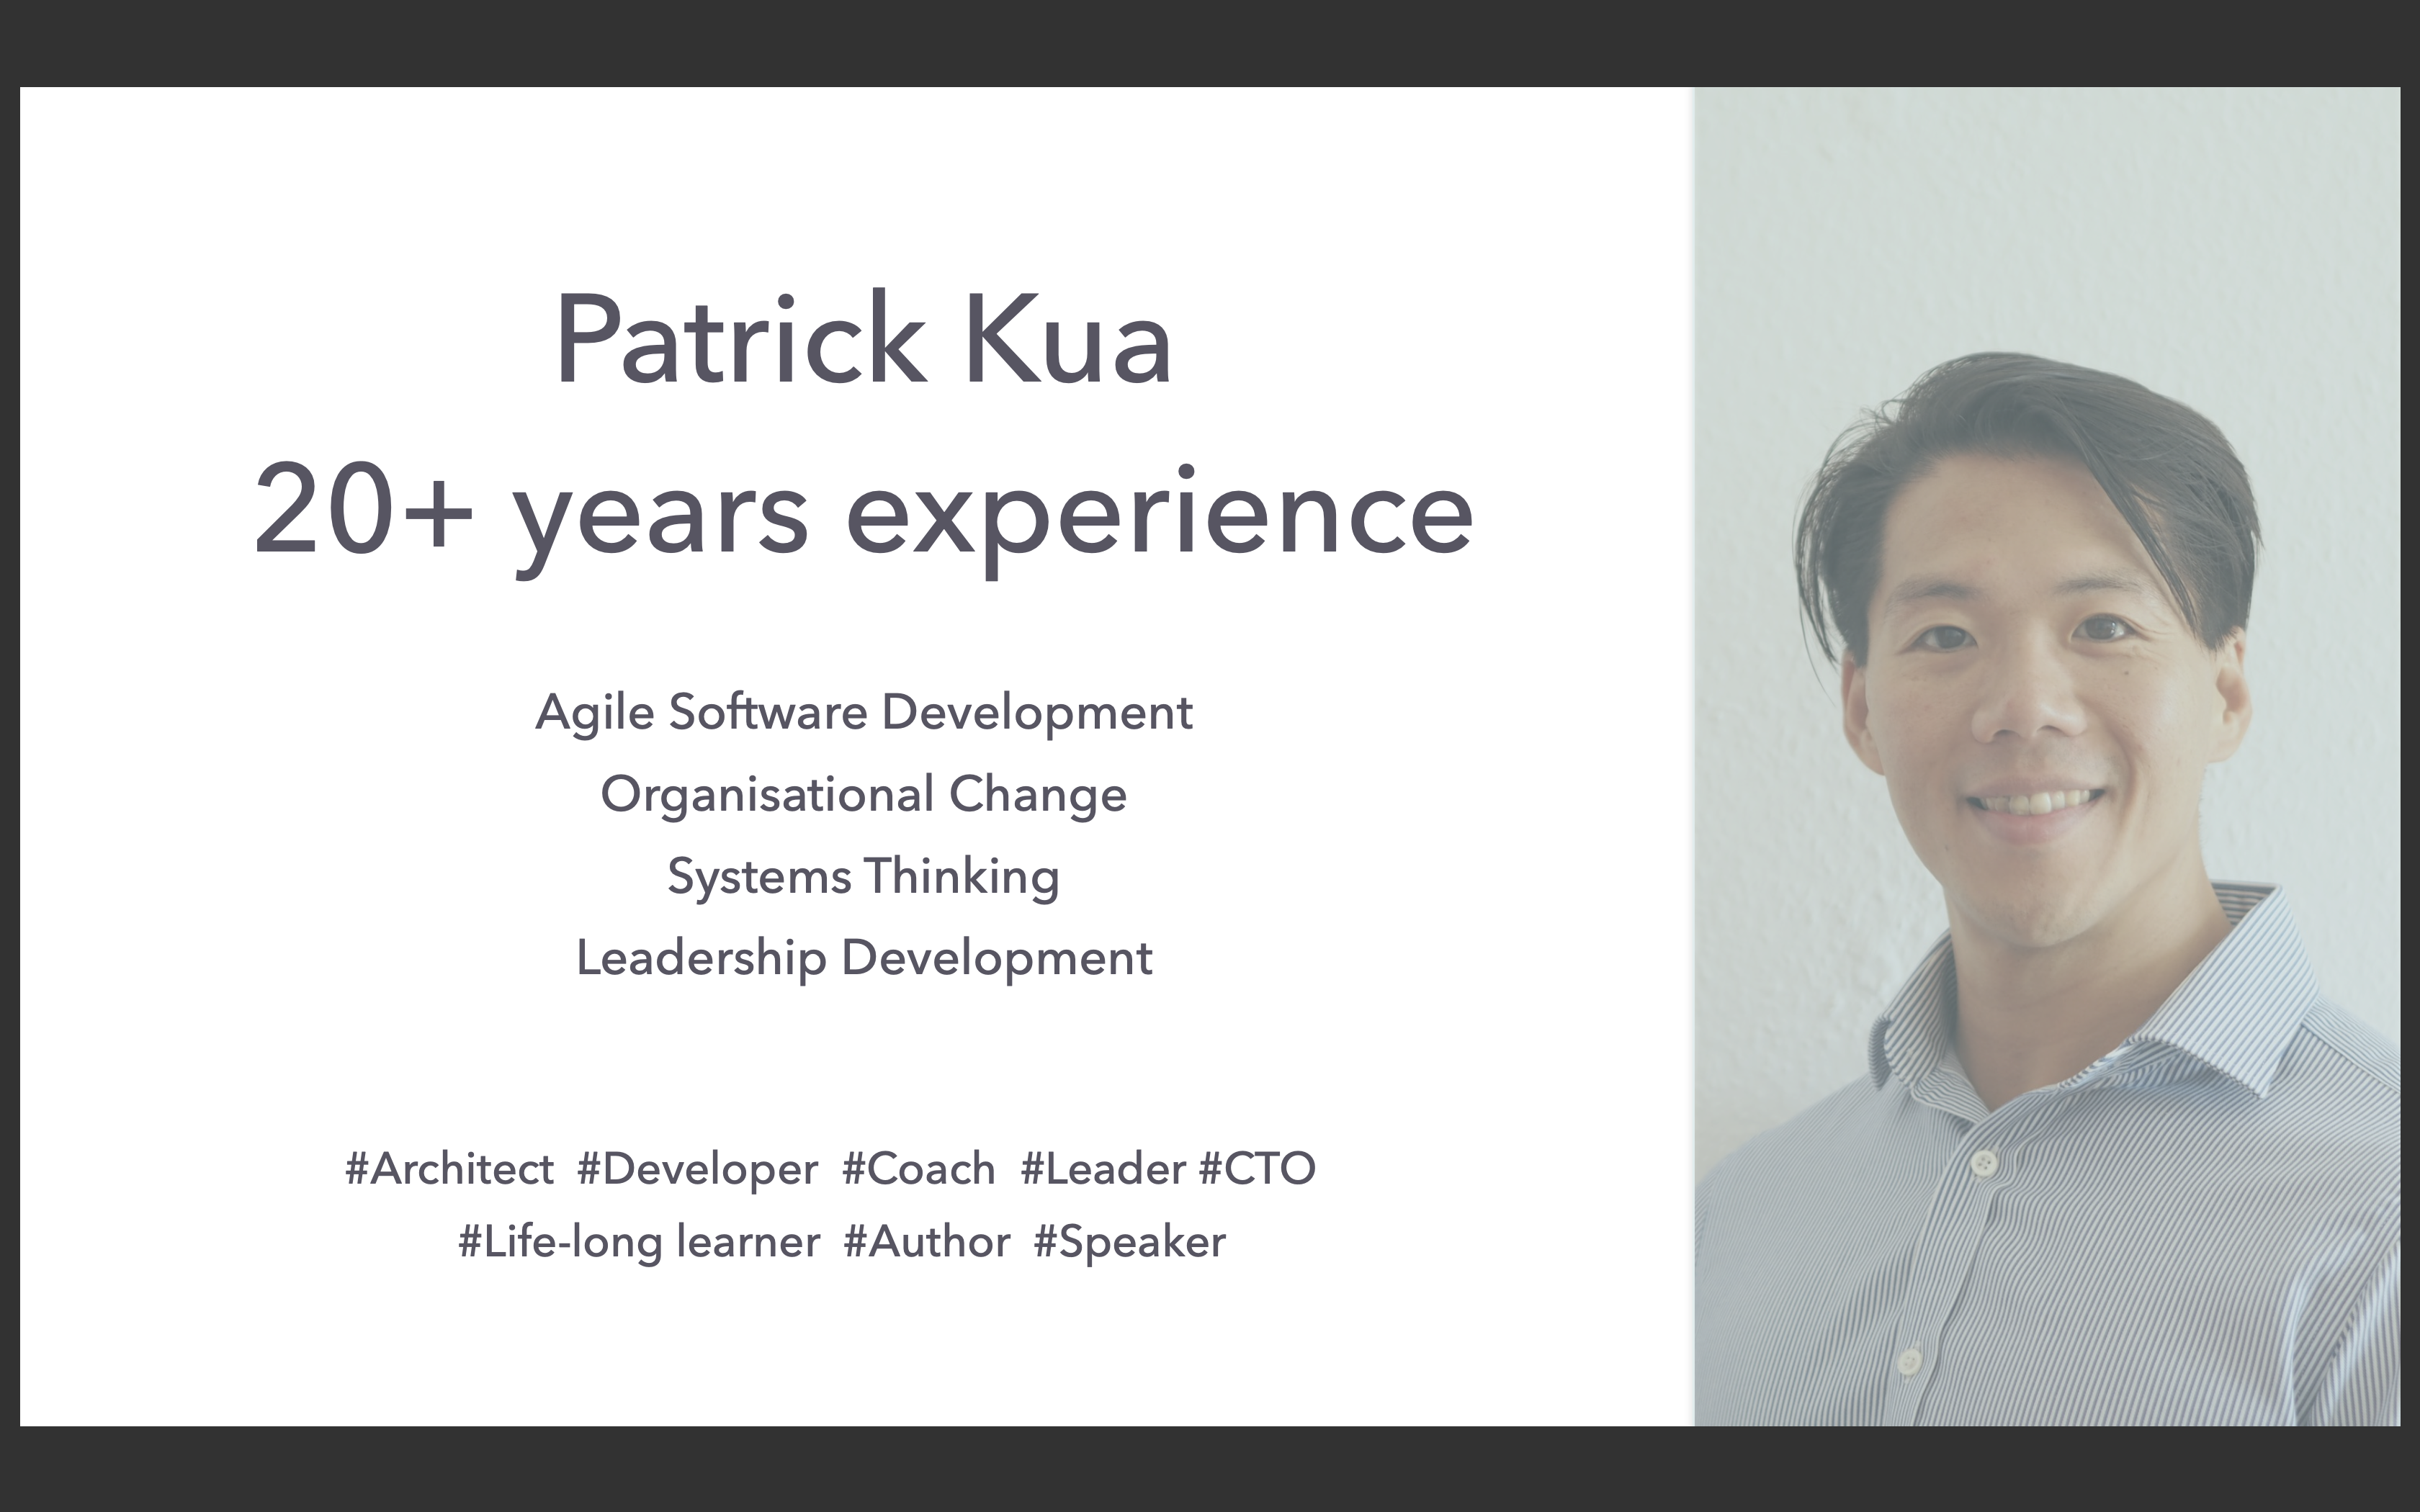 Patrick Kua
20+ years experience
Agile Software Development
Organisational Change
Systems Thinking
Leadership Development
#Architect #Developer #Coach #Leader #CTO
#Life-long learner #Author #Speaker